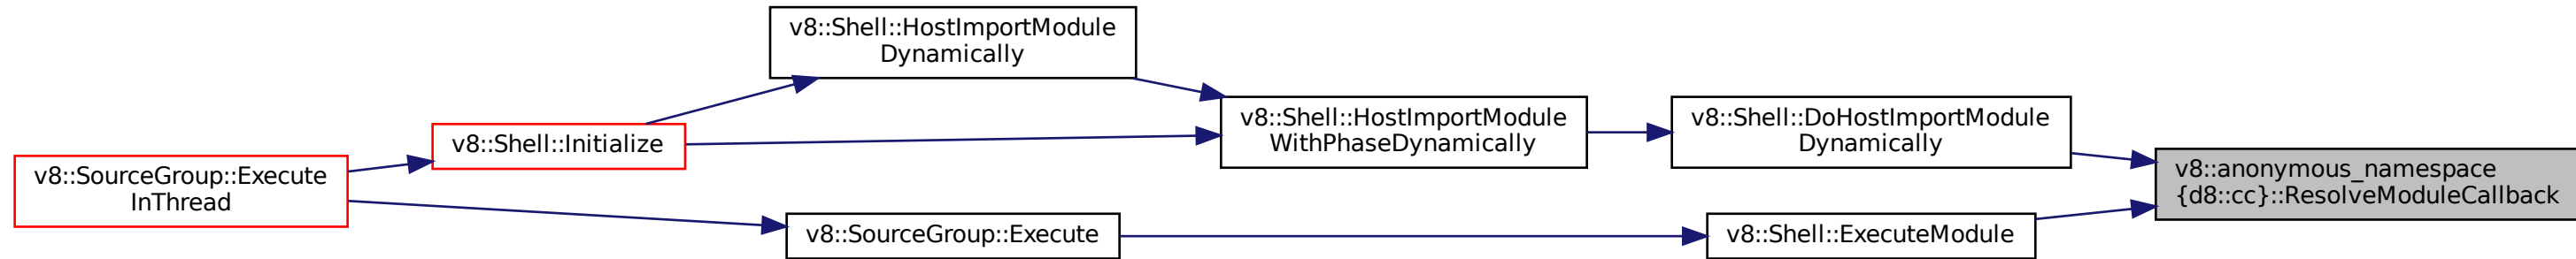 v8::Shell::HostImportModule
Dynamically
v8::Shell::HostImportModule
WithPhaseDynamically
v8::Shell::DoHostImportModule
Dynamically
v8::Shell::Initialize
v8::SourceGroup::Execute
InThread
v8::anonymous_namespace
{d8::cc}::ResolveModuleCallback
v8::SourceGroup::Execute
v8::Shell::ExecuteModule